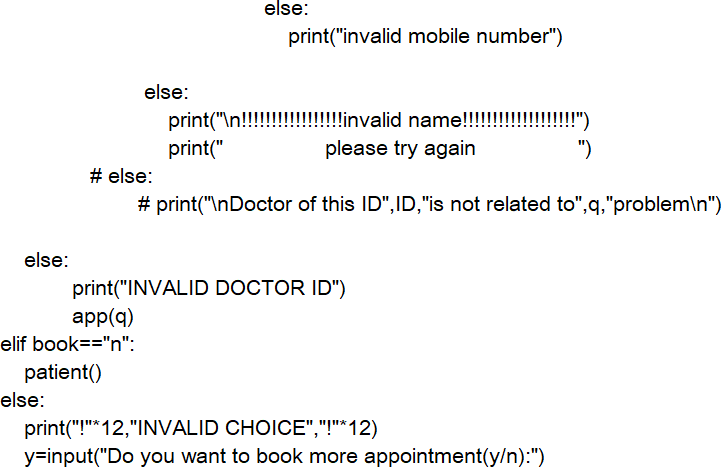 else:
print("invalid mobile number")
else:
print("\n!!!!!!!!!!!!!!!!!invalid name!!!!!!!!!!!!!!!!!!!")
print("                 please try again                 ")
# else:
# print("\nDoctor of this ID",ID,"is not related to",q,"problem\n")
else:
print("INVALID DOCTOR ID")
app(q)
elif book=="n":
patient()
else:
print("!"*12,"INVALID CHOICE","!"*12)
y=input("Do you want to book more appointment(y/n):")